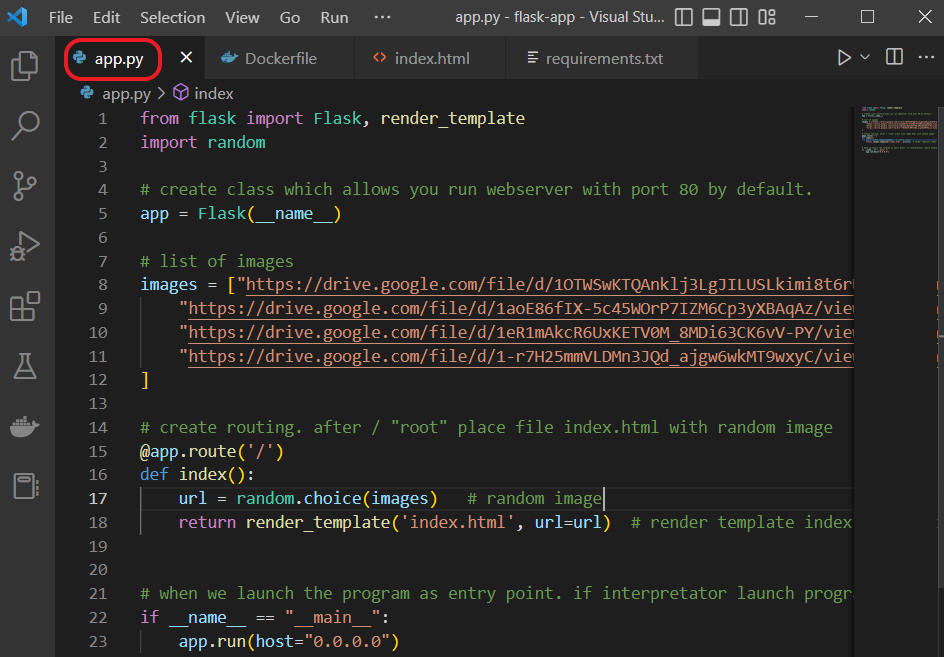 File Edit Selection View Go Run ··· app.py - flask-app - Visual Stu...
app.py Dockerfile index.html requirements.txt
app.py > index
1 from flask import Flask, render_template
2 import random
3
4 # create class which allows you run webserver with port 80 by default.
5 app = Flask(__name__)
6
7 # list of images
8 images = ["https://drive.google.com/file/d/1OTWSwKTQAnklj3LgJILUSLkimi8t6r
9 "https://drive.google.com/file/d/1aoE86fIX-5c45WOrP7IZM6Cp3yXBAqAz/view
10 "https://drive.google.com/file/d/1eR1mAkcR6UxKETV0M_8MDi63CK6vV-PY/view
11 "https://drive.google.com/file/d/1-r7H25mmVLDMn3JQd_ajgw6wkMT9wxyC/view
12 ]
13
14 # create routing. after / "root" place file index.html with random image
15 @app.route('/')
16 def index():
17 url = random.choice(images) # random image
18 return render_template('index.html', url=url) # render template index
19
20
21 # when we launch the program as entry point. if interpretator launch progr
22 if __name__ == "__main__":
23 app.run(host="0.0.0.0")